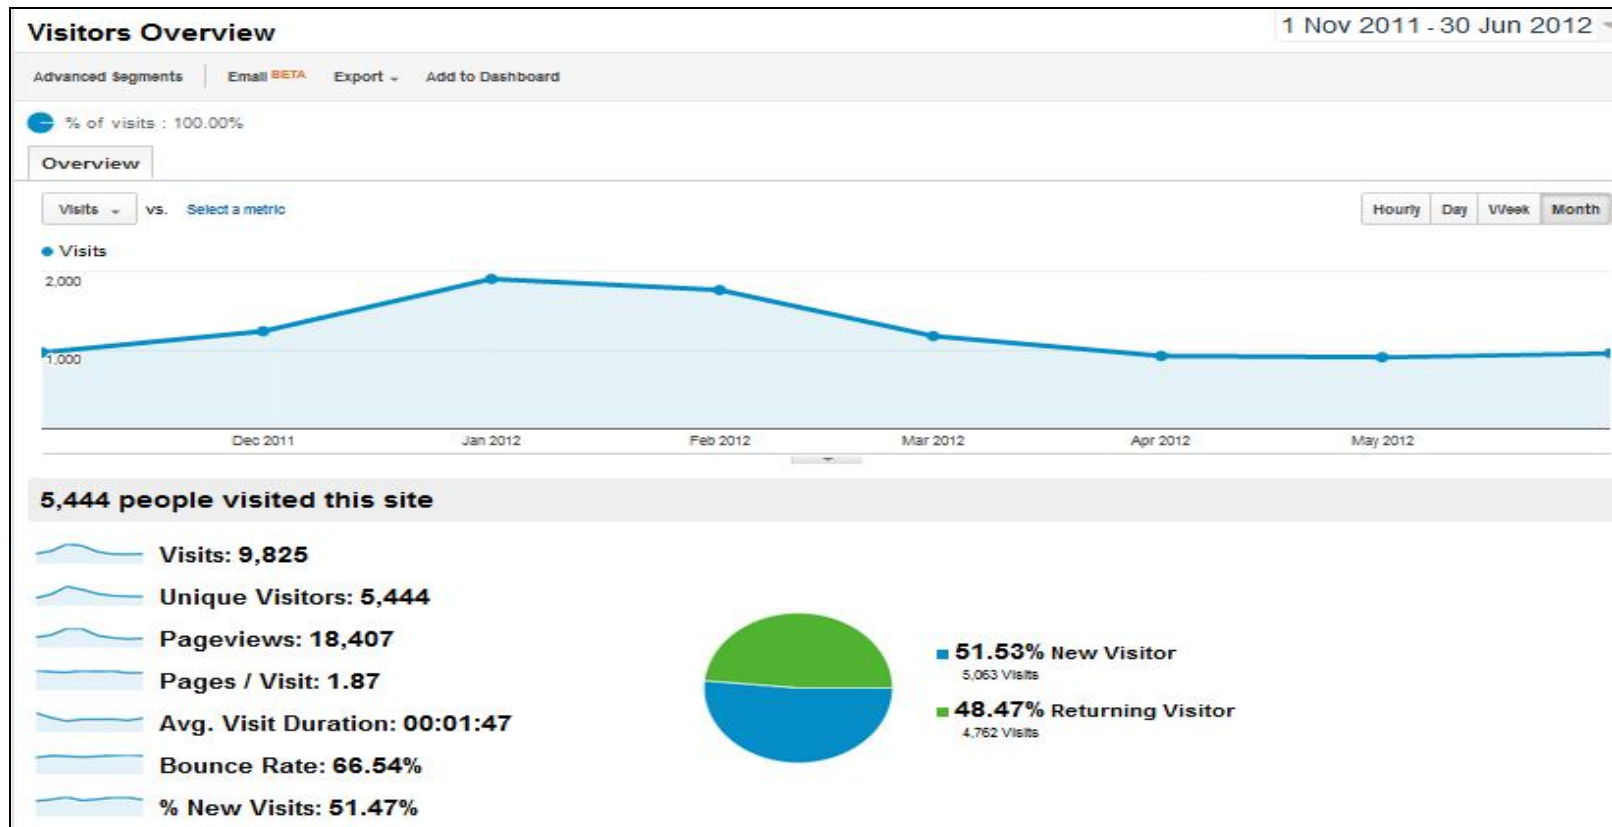 Visitors Overview
1 Nov 2011 - 30 Jun 2012
Advanced Segments Email BETA Export Add to Dashboard
% of visits : 100.00%
Overview
Visits vs. Select a metric
Hourly Day Week Month
Visits
2,000
1,000
Dec 2011 Jan 2012 Feb 2012 Mar 2012 Apr 2012 May 2012
5,444 people visited this site
Visits: 9,825
Unique Visitors: 5,444
Pageviews: 18,407
Pages / Visit: 1.87
Avg. Visit Duration: 00:01:47
Bounce Rate: 66.54%
% New Visits: 51.47%
51.53% New Visitor
5,063 Visits
48.47% Returning Visitor
4,762 Visits